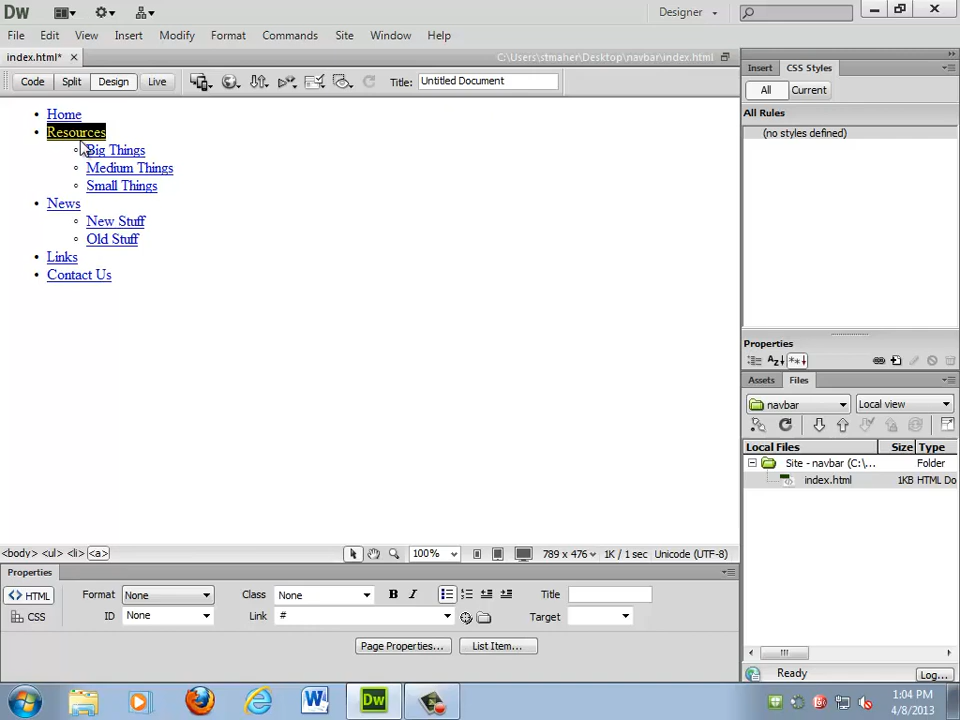 Dw
Designer
File Edit View Insert Modify Format Commands Site Window Help
index.html*
C:\Users\stmaher\Desktop\navbar\index.html
Code Split Design Live Title: Untitled Document
Home
Resources
Big Things
Medium Things
Small Things
News
New Stuff
Old Stuff
Links
Contact Us
Insert CSS Styles
All Current
All Rules
(no styles defined)
Properties
Assets Files
navbar Local view
Local Files Size Type
Site - navbar (C:\... Folder
index.html 1KB HTML Do
Ready Log...
<body> <ul> <li> <a> 100% 789 x 476 1K / 1 sec Unicode (UTF-8)
Properties
<> HTML Format None Class None B I Title
CSS ID None Link # Target
Page Properties... List Item...
W Dw
1:04 PM
4/8/2013